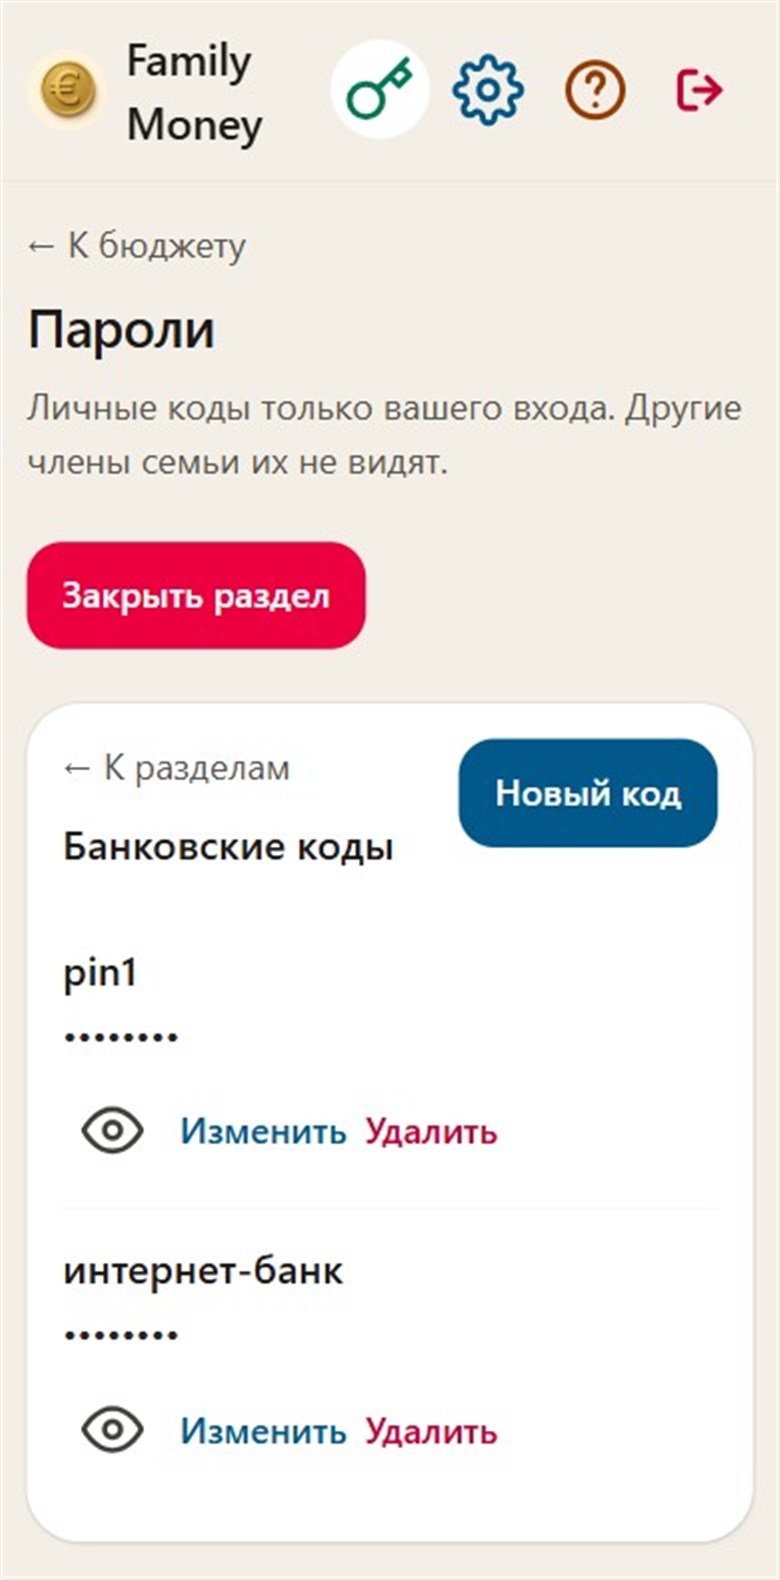 Family
Money
← К бюджету
Пароли
Личные коды только вашего входа. Другие
члены семьи их не видят.
Закрыть раздел
← К разделам
Новый код
Банковские коды
pin1
••••••••
Изменить Удалить
интернет-банк
••••••••
Изменить Удалить